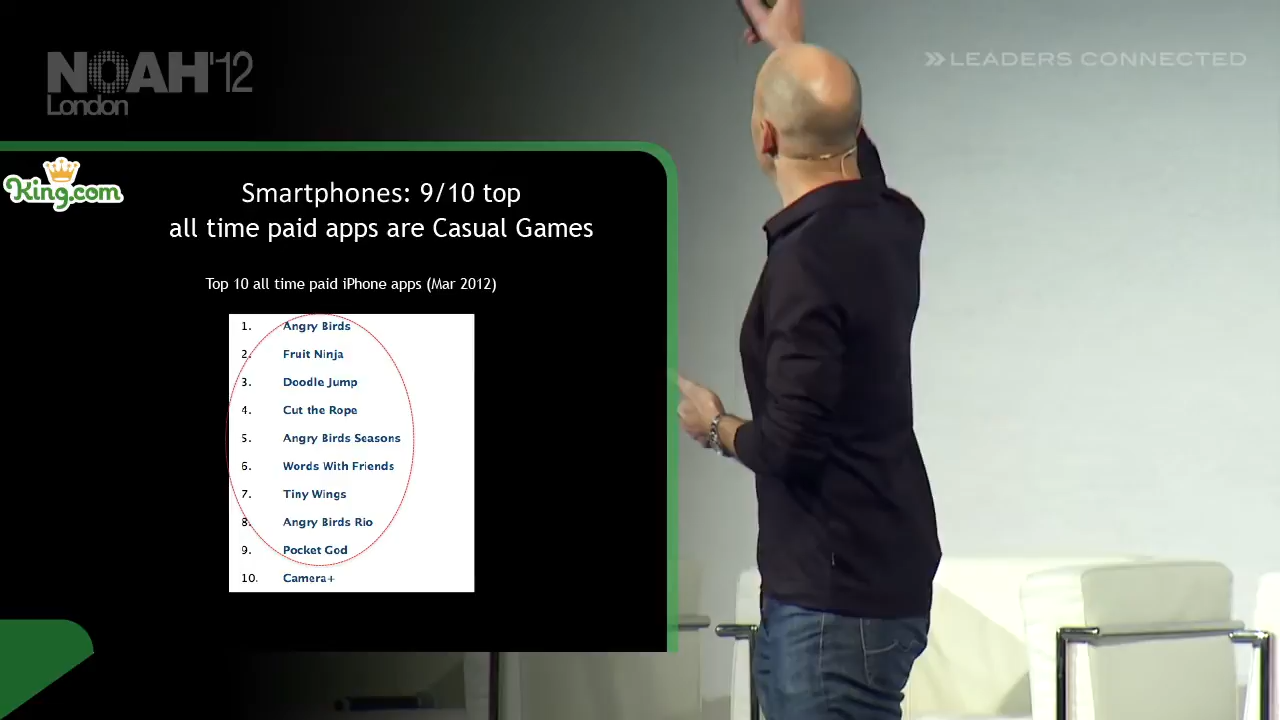 NOAH'12
London
»LEADERS CONNECTED
King.com
Smartphones: 9/10 top
all time paid apps are Casual Games
Top 10 all time paid iPhone apps (Mar 2012)
1. Angry Birds
2. Fruit Ninja
3. Doodle Jump
4. Cut the Rope
5. Angry Birds Seasons
6. Words With Friends
7. Tiny Wings
8. Angry Birds Rio
9. Pocket God
10. Camera+